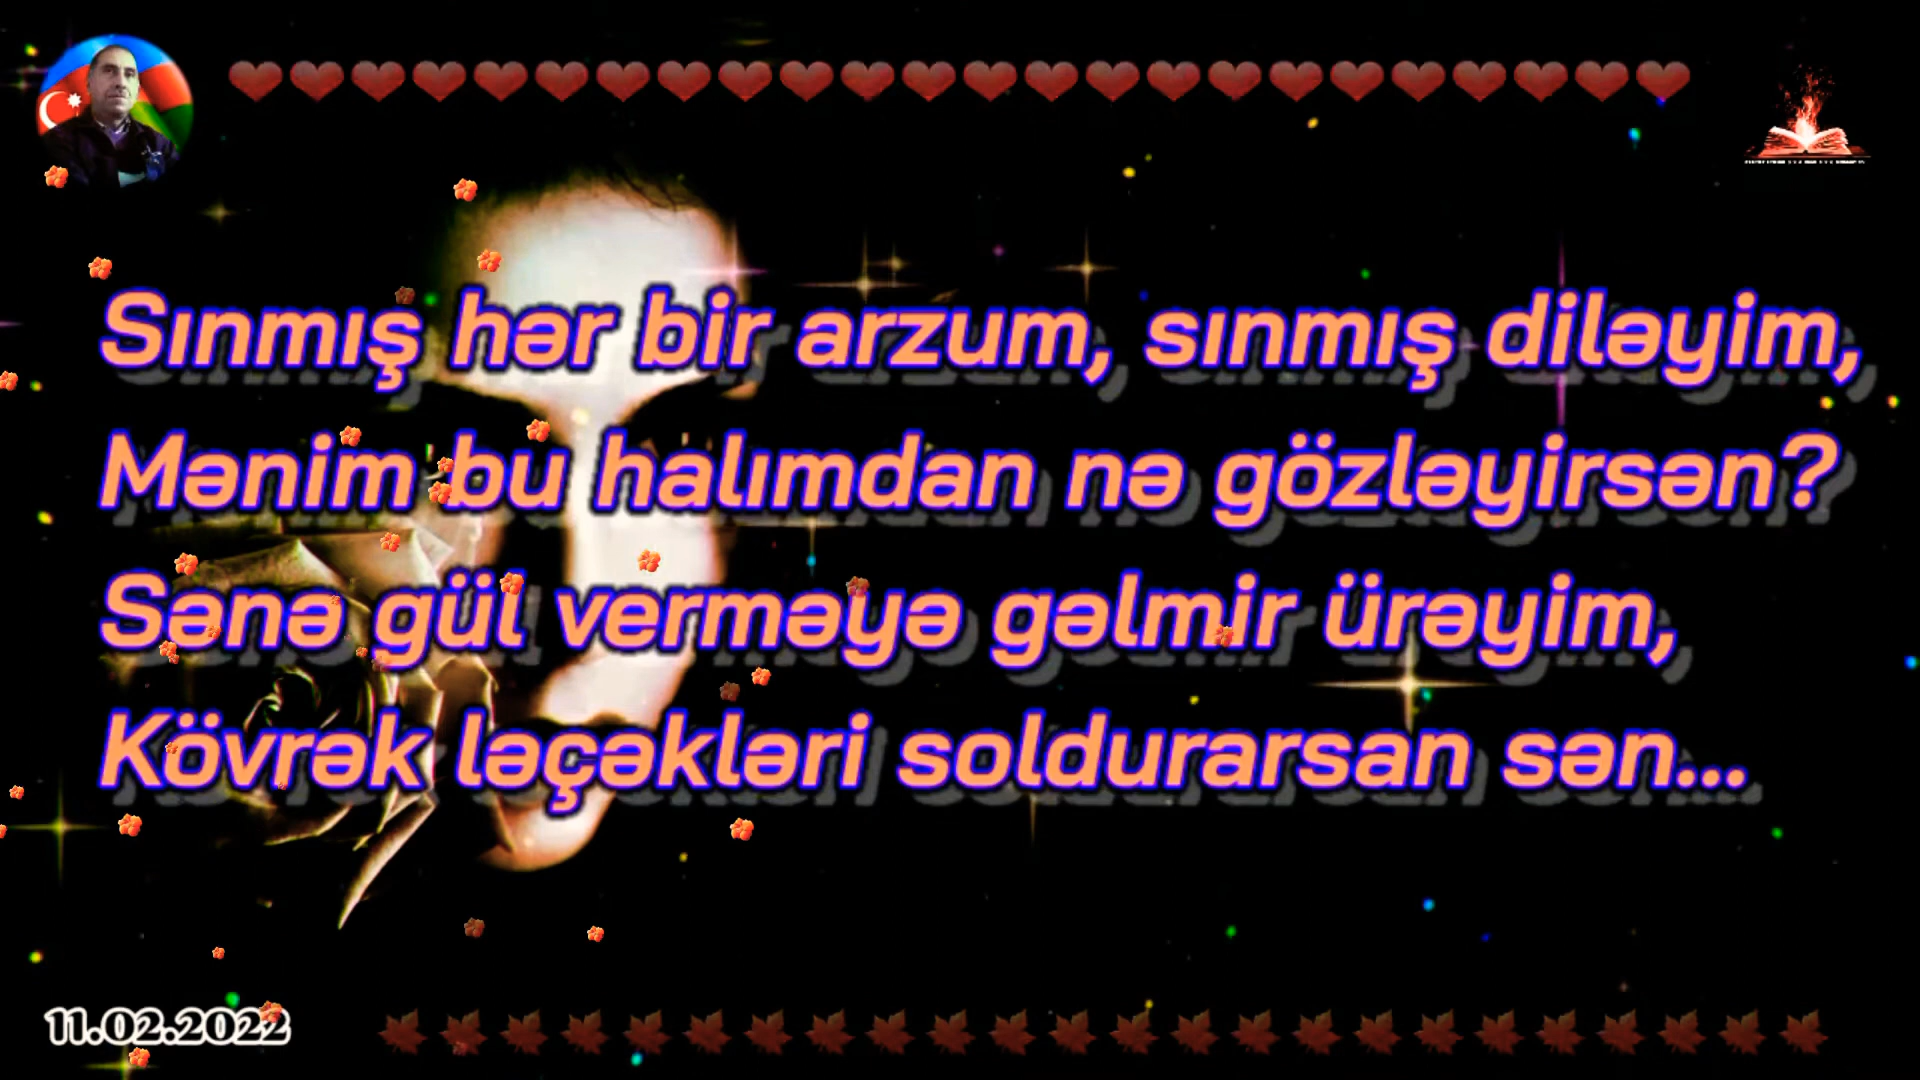 Sınmış hər bir arzum, sınmış diləyim,
Mənim bu halımdan nə gözləyirsən?
Sənə gül verməyə gəlmir ürəyim,
Kövrək ləçəkləri soldurarsan sən...
11.02.2022